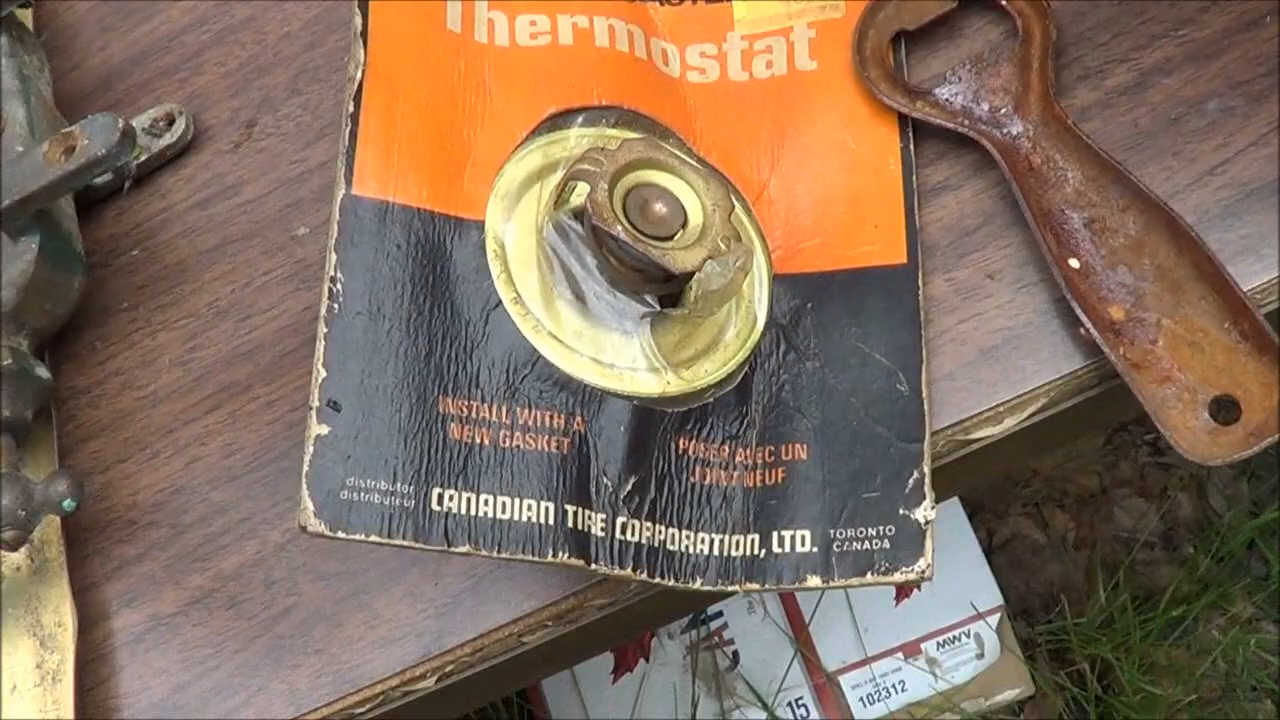 Thermostat
INSTALL WITH A
NEW GASKET
POSER AVEC UN
JOINT NEUF
distributor
distributeur
CANADIAN TIRE CORPORATION, LTD.
TORONTO
CANADA
MWV
102312
15